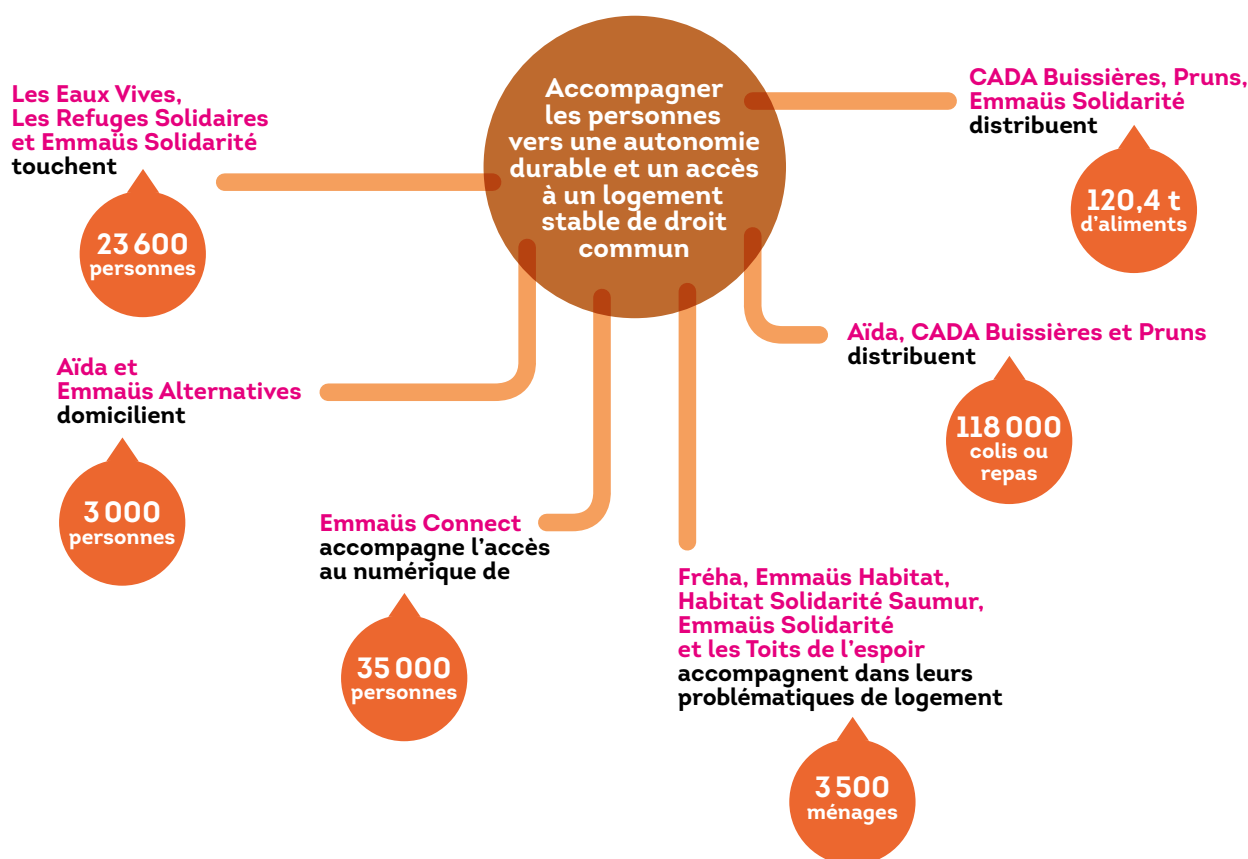 Accompagner
les personnes
vers une autonomie
durable et un accès
à un logement
stable de droit
commun
Les Eaux Vives,
Les Refuges Solidaires
et Emmaüs Solidarité
touchent
23 600
personnes
CADA Buissières, Pruns,
Emmaüs Solidarité
distribuent
120,4 t
d'aliments
Aïda et
Emmaüs Alternatives
domicilient
3 000
personnes
Aïda, CADA Buissières et Pruns
distribuent
118 000
colis ou
repas
Emmaüs Connect
accompagne l'accès
au numérique de
35 000
personnes
Fréha, Emmaüs Habitat,
Habitat Solidarité Saumur,
Emmaüs Solidarité
et les Toits de l'espoir
accompagnent dans leurs
problématiques de logement
3 500
ménages